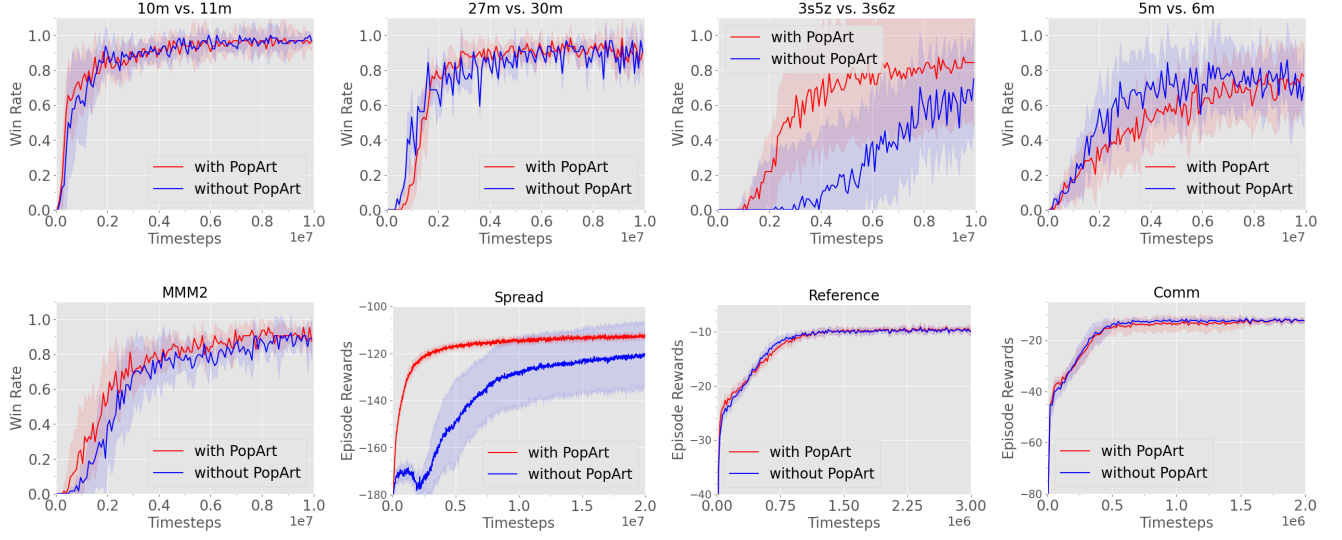 10m vs. 11m
Win Rate
1.0
0.8
0.6
0.4
0.2
0.0
with PopArt
without PopArt
0.0 0.2 0.4 0.6 0.8 1.0
Timesteps
1e7
27m vs. 30m
Win Rate
1.0
0.8
0.6
0.4
0.2
0.0
with PopArt
without PopArt
0.0 0.2 0.4 0.6 0.8 1.0
Timesteps
1e7
3s5z vs. 3s6z
Win Rate
1.0
0.8
0.6
0.4
0.2
0.0
with PopArt
without PopArt
0.0 0.2 0.4 0.6 0.8 1.0
Timesteps
1e7
5m vs. 6m
Win Rate
1.0
0.8
0.6
0.4
0.2
0.0
with PopArt
without PopArt
0.0 0.2 0.4 0.6 0.8 1.0
Timesteps
1e7
MMM2
Win Rate
1.0
0.8
0.6
0.4
0.2
0.0
with PopArt
without PopArt
0.0 0.2 0.4 0.6 0.8 1.0
Timesteps
1e7
Spread
Episode Rewards
−100
−120
−140
−160
−180
with PopArt
without PopArt
0.0 0.5 1.0 1.5 2.0
Timesteps
1e7
Reference
Episode Rewards
−10
−20
−30
−40
with PopArt
without PopArt
0.00 0.75 1.50 2.25 3.00
Timesteps
1e6
Comm
Episode Rewards
−20
−40
−60
−80
with PopArt
without PopArt
0.0 0.5 1.0 1.5 2.0
Timesteps
1e6